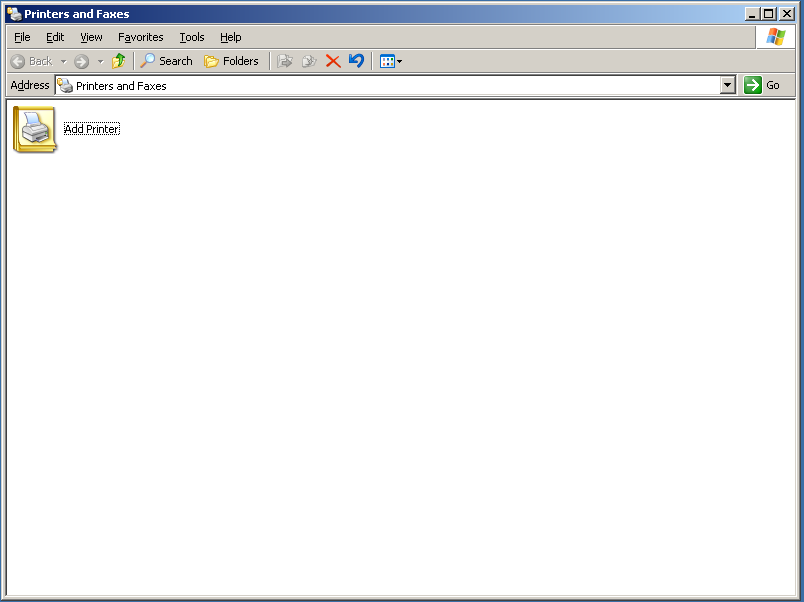 Printers and Faxes
File Edit View Favorites Tools Help
Back Search Folders
Address Printers and Faxes Go
Add Printer